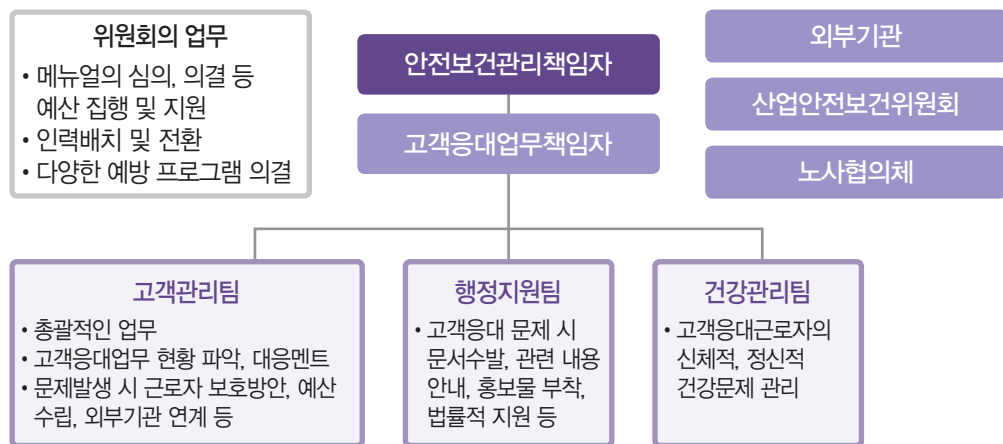 위원회의 업무
• 메뉴얼의 심의, 의결 등
예산 집행 및 지원
• 인력배치 및 전환
• 다양한 예방 프로그램 의결
안전보건관리책임자
고객응대업무책임자
외부기관
산업안전보건위원회
노사협의체
고객관리팀
• 총괄적인 업무
• 고객응대업무 현황 파악, 대응멘트
• 문제발생 시 근로자 보호방안, 예산
수립, 외부기관 연계 등
행정지원팀
• 고객응대 문제 시
문서수발, 관련 내용
안내, 홍보물 부착,
법률적 지원 등
건강관리팀
• 고객응대근로자의
신체적, 정신적
건강문제 관리